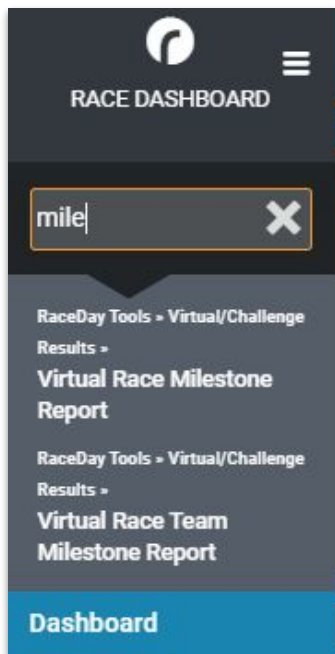 RACE DASHBOARD
mile
RaceDay Tools » Virtual/Challenge
Results »
Virtual Race Milestone
Report
RaceDay Tools » Virtual/Challenge
Results »
Virtual Race Team
Milestone Report
Dashboard